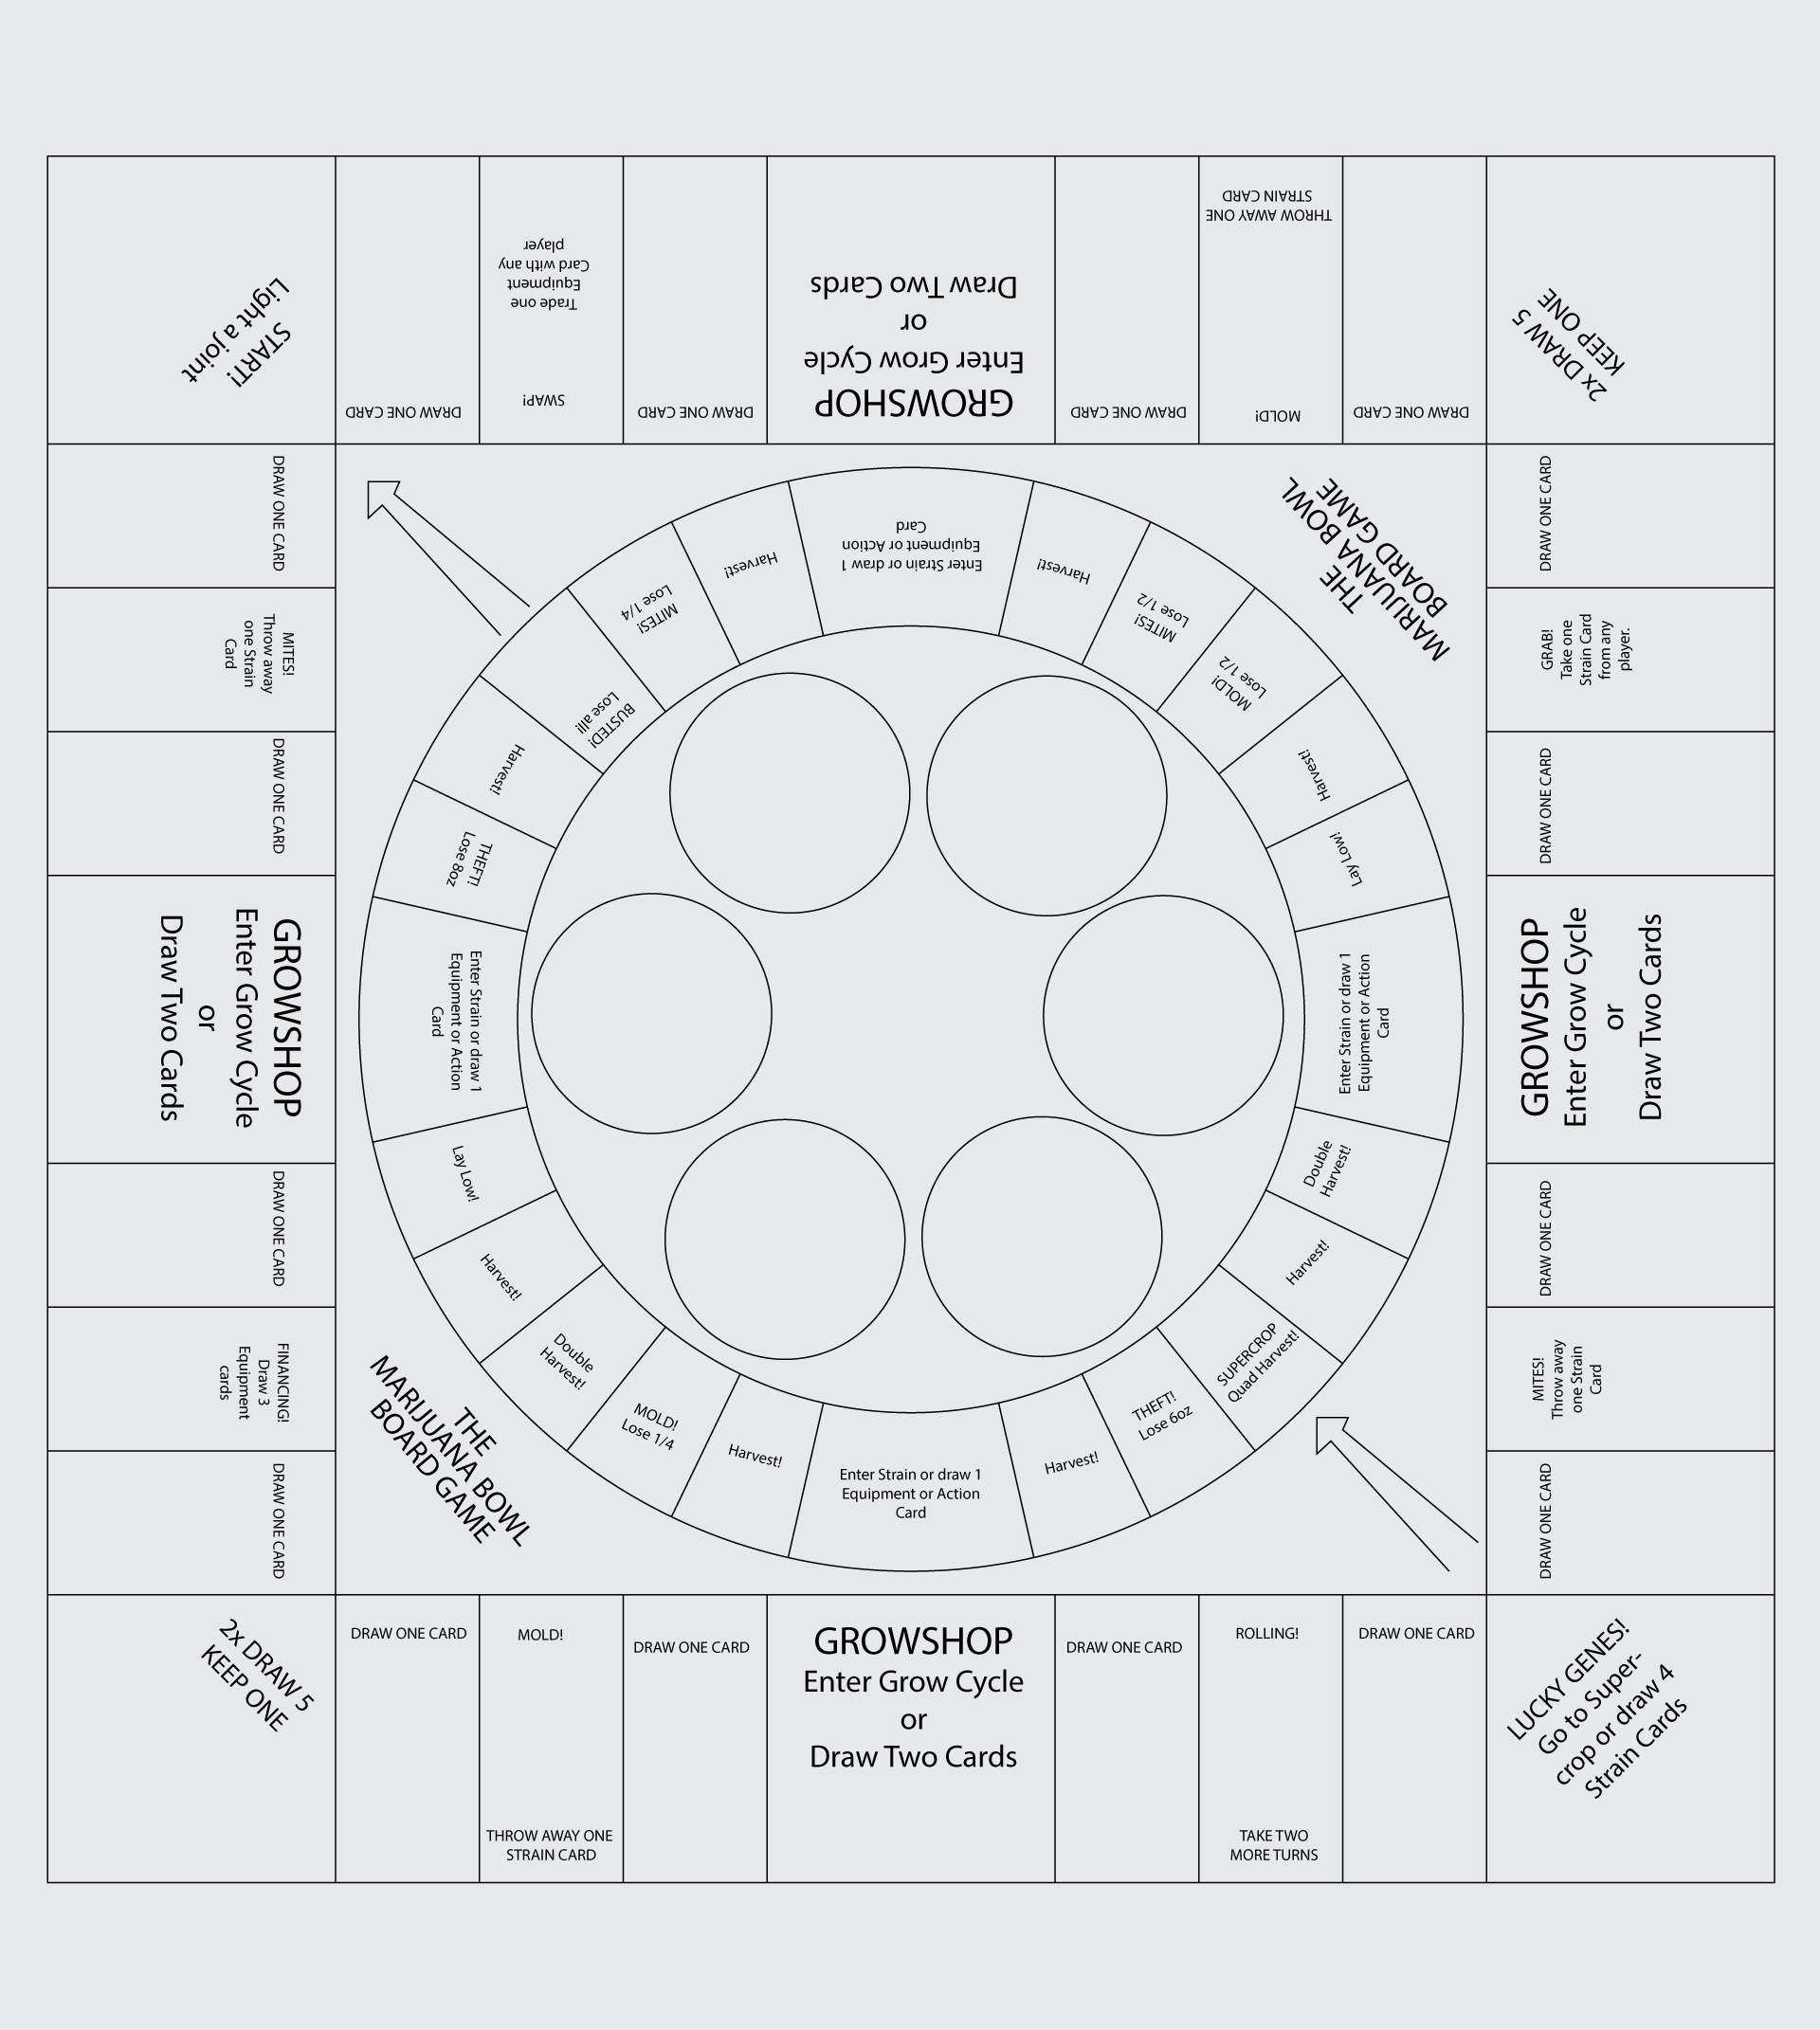 START!
Light a joint
DRAW ONE CARD
SWAP!
Trade one
Equipment
Card with any
player
DRAW ONE CARD
GROWSHOP
Enter Grow Cycle
or
Draw Two Cards
DRAW ONE CARD
MOLD!
THROW AWAY ONE
STRAIN CARD
DRAW ONE CARD
2x DRAW 5
KEEP ONE
DRAW ONE CARD
GRAB!
Take one
Strain Card
from any
player.
DRAW ONE CARD
GROWSHOP
Enter Grow Cycle
or
Draw Two Cards
DRAW ONE CARD
MITES!
Throw away
one Strain
Card
DRAW ONE CARD
LUCKY GENES!
Go to Super-
crop or draw 4
Strain Cards
DRAW ONE CARD
ROLLING!
TAKE TWO
MORE TURNS
DRAW ONE CARD
GROWSHOP
Enter Grow Cycle
or
Draw Two Cards
DRAW ONE CARD
MOLD!
THROW AWAY ONE
STRAIN CARD
DRAW ONE CARD
2x DRAW 5
KEEP ONE
DRAW ONE CARD
FINANCING!
Draw 3
Equipment
cards
DRAW ONE CARD
GROWSHOP
Enter Grow Cycle
or
Draw Two Cards
DRAW ONE CARD
MITES!
Throw away
one Strain
Card
DRAW ONE CARD
THE
MARIJUANA BOWL
BOARD GAME
THE
MARIJUANA BOWL
BOARD GAME
Enter Strain or draw 1
Equipment or Action
Card
Harvest!
MITES!
Lose 1/2
MOLD!
Lose 1/2
Harvest!
Lay Low!
Enter Strain or draw 1
Equipment or Action
Card
Double
Harvest!
Harvest!
SUPERCROP
Quad Harvest!
THEFT!
Lose 6oz
Harvest!
Enter Strain or draw 1
Equipment or Action
Card
Harvest!
MOLD!
Lose 1/4
Double
Harvest!
Harvest!
Lay Low!
Enter Strain or draw 1
Equipment or Action
Card
THEFT!
Lose 8oz
Harvest!
BUSTED!
Lose all!
MITES!
Lose 1/4
Harvest!